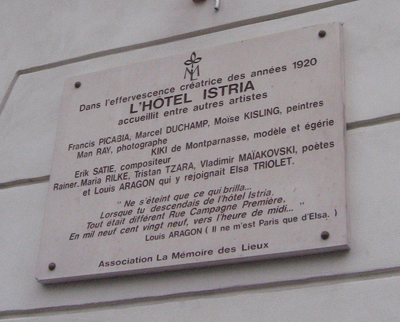 ML
Dans l'effervescence créatrice des années 1920
L'HÔTEL ISTRIA
accueillit entre autres artistes
Francis PICABIA, Marcel DUCHAMP, Moïse KISLING, peintres
Man RAY, photographe
KIKI de Montparnasse, modèle et égérie
Erik SATIE, compositeur
Rainer Maria RILKE, Tristan TZARA, Vladimir MAÏAKOVSKI, poètes
et Louis ARAGON qui y rejoignait Elsa TRIOLET.
" Ne s'éteint que ce qui brilla...
Lorsque tu descendais de l'hôtel Istria,
Tout était différent Rue Campagne Première,
En mil neuf cent vingt neuf, vers l'heure de midi... "
Louis ARAGON ( Il ne m'est Paris que d'Elsa. )
Association La Mémoire des Lieux